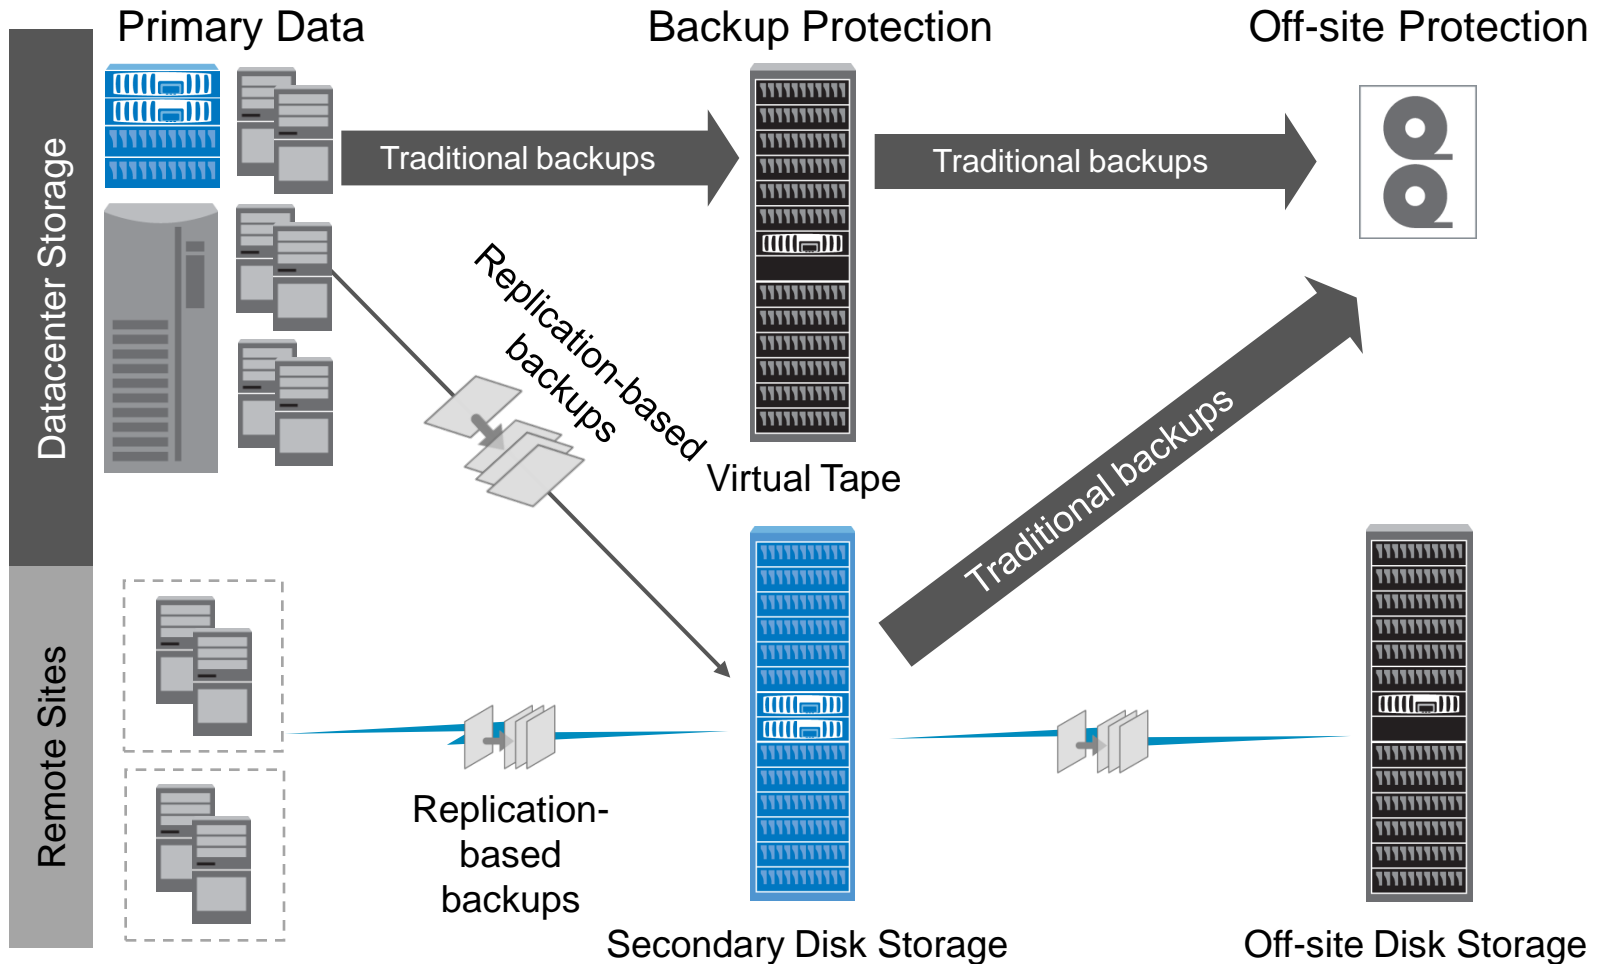 Primary Data
Backup Protection
Off-site Protection
Datacenter Storage
Traditional backups
Traditional backups
Replication-based
backups
Virtual Tape
Traditional backups
Remote Sites
Replication-
based
backups
Secondary Disk Storage
Off-site Disk Storage